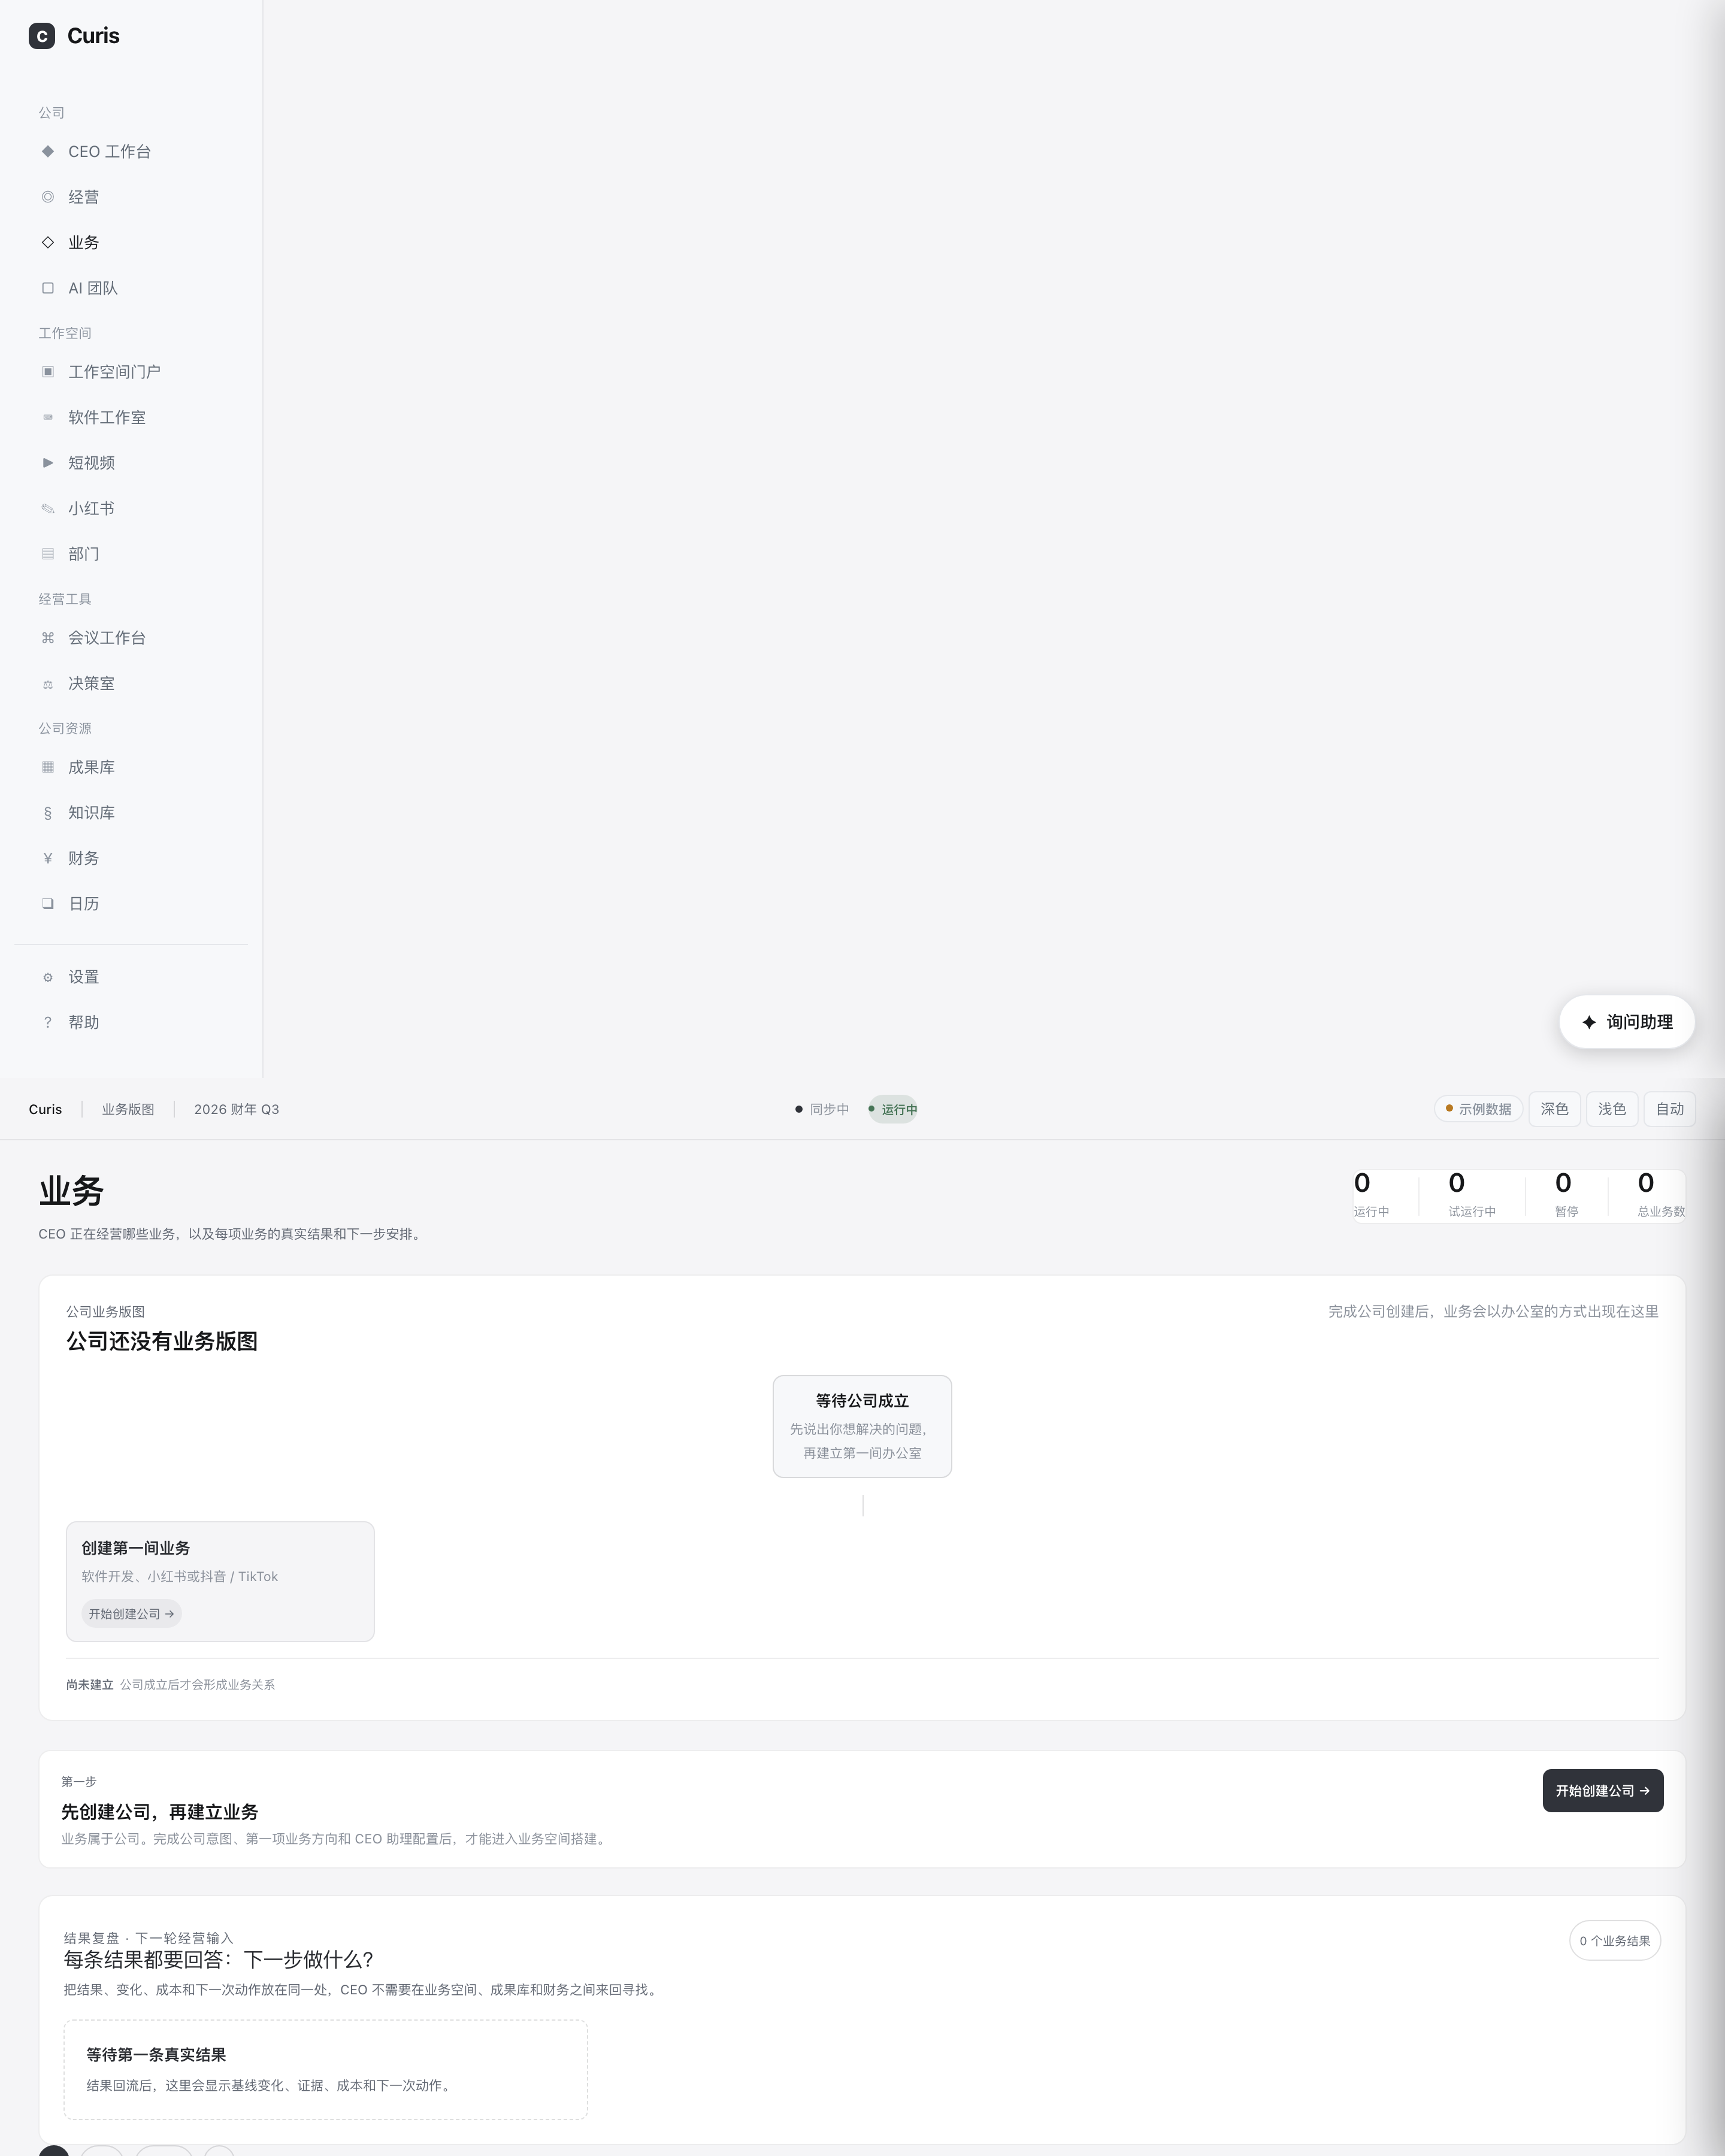 C Curis
公司
CEO 工作台
经营
业务
AI 团队
工作空间
工作空间门户
软件工作室
短视频
小红书
部门
经营工具
⌘ 会议工作台
决策室
公司资源
成果库
§ 知识库
¥ 财务
日历
设置
? 帮助
询问助理
Curis 业务版图 2026 财年 Q3
同步中 运行中
示例数据 深色 浅色 自动
业务
CEO 正在经营哪些业务，以及每项业务的真实结果和下一步安排。
0 0 0 0
运行中 试运行中 暂停 总业务数
公司业务版图
公司还没有业务版图
完成公司创建后，业务会以办公室的方式出现在这里
等待公司成立
先说出你想解决的问题，
再建立第一间办公室
创建第一间业务
软件开发、小红书或抖音 / TikTok
开始创建公司 →
尚未建立 公司成立后才会形成业务关系
第一步
先创建公司，再建立业务
业务属于公司。完成公司意图、第一项业务方向和 CEO 助理配置后，才能进入业务空间搭建。
开始创建公司 →
结果复盘 · 下一轮经营输入
每条结果都要回答：下一步做什么？
把结果、变化、成本和下一次动作放在同一处，CEO 不需要在业务空间、成果库和财务之间来回寻找。
0 个业务结果
等待第一条真实结果
结果回流后，这里会显示基线变化、证据、成本和下一次动作。